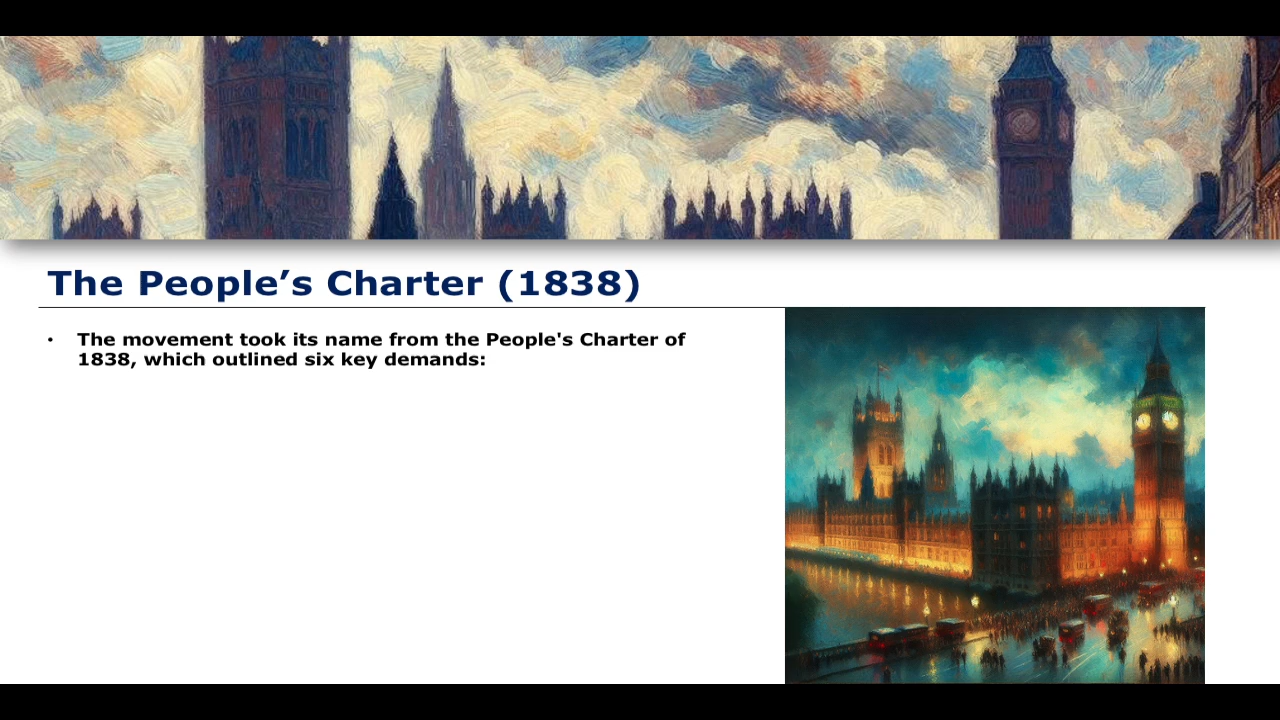 The People’s Charter (1838)
• The movement took its name from the People's Charter of
1838, which outlined six key demands: